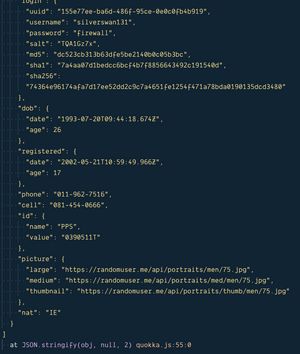 "login": {
"uuid": "155e77ee-ba6d-486f-95ce-0e0c0fb4b919",
"username": "silverswan131",
"password": "firewall",
"salt": "TQA1Gz7x",
"md5": "dc523cb313b63dfe5be2140b0c05b3bc",
"sha1": "7a4aa07d1bedcc6bcf4b7f8856643492c191540d",
"sha256":
"74364e96174afa7d17ee52dd2c9c7a4651fe1254f471a78bda0190135dcd3480"
},
"dob": {
"date": "1993-07-20T09:44:18.674Z",
"age": 26
},
"registered": {
"date": "2002-05-21T10:59:49.966Z",
"age": 17
},
"phone": "011-962-7516",
"cell": "081-454-0666",
"id": {
"name": "PPS",
"value": "0390511T"
},
"picture": {
"large": "https://randomuser.me/api/portraits/men/75.jpg",
"medium": "https://randomuser.me/api/portraits/med/men/75.jpg",
"thumbnail": "https://randomuser.me/api/portraits/thumb/men/75.jpg"
},
"nat": "IE"
}
]
at JSON.stringify(obj, null, 2) quokka.js:55:0